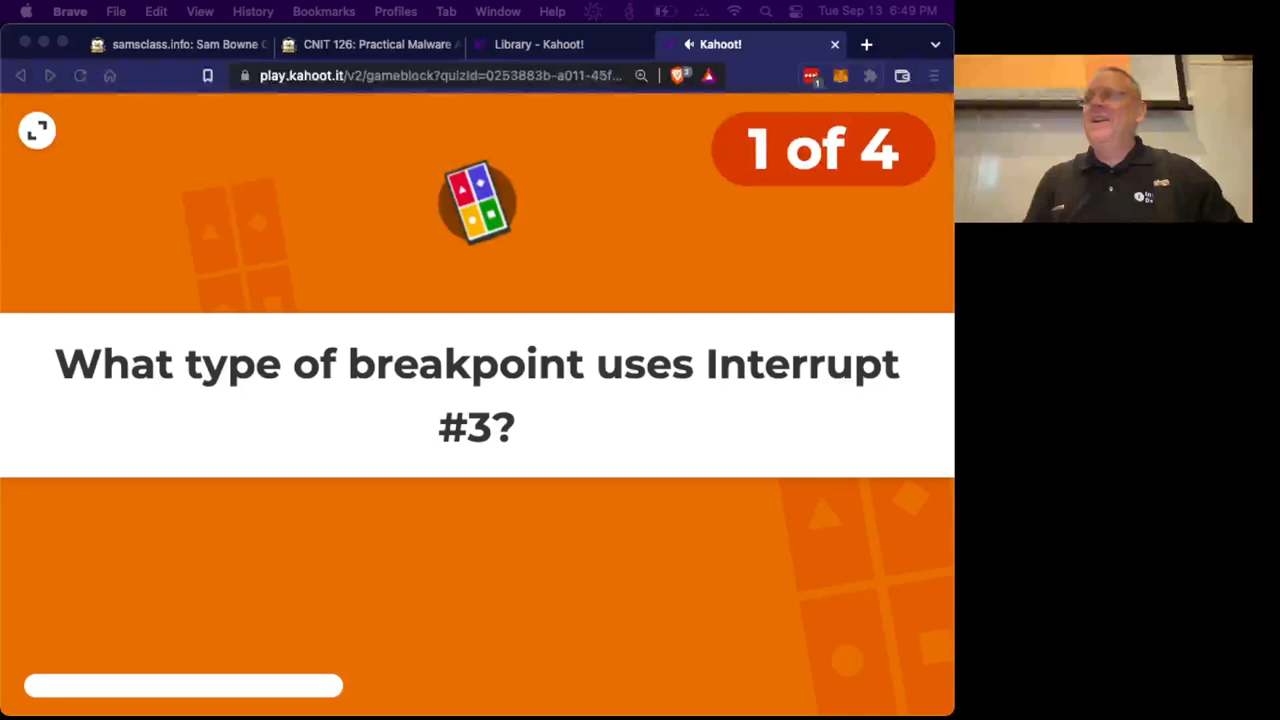 Brave File Edit View History Bookmarks Profiles Tab Window Help Tue Sep 13 6:49 PM
samsclass.info: Sam Bowne C CNIT 126: Practical Malware A Library - Kahoot! Kahoot!
play.kahoot.it/v2/gameblock?quizId=0253883b-a011-45f... 3 1
1 of 4
What type of breakpoint uses Interrupt
#3?